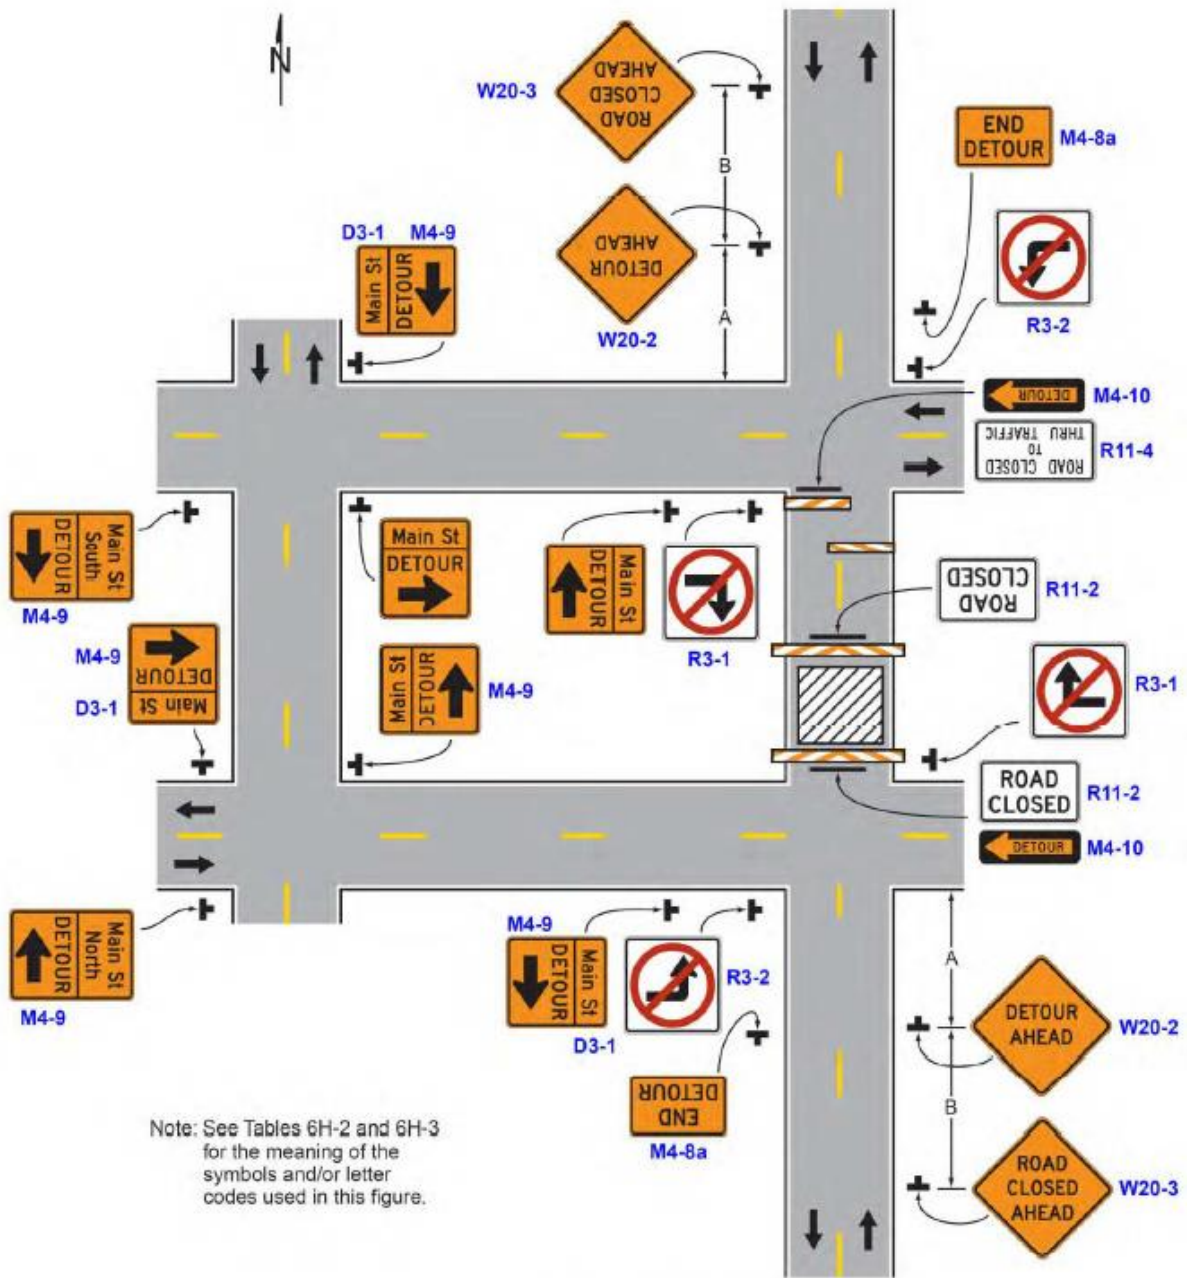 N
W20-3
ROAD
CLOSED
AHEAD
B
END
DETOUR
M4-8a
D3-1 M4-9
Main St
DETOUR
DETOUR
AHEAD
W20-2
A
R3-2
DETOUR
M4-10
ROAD CLOSED
TO
THRU TRAFFIC
R11-4
Main St
South
DETOUR
M4-9
Main St
DETOUR
Main St
DETOUR
R3-1
ROAD
CLOSED
R11-2
M4-9
DETOUR
Main St
D3-1
Main St
DETOUR
M4-9
R3-1
ROAD
CLOSED
R11-2
DETOUR
M4-10
Main St
North
DETOUR
M4-9
M4-9
Main St
DETOUR
D3-1
R3-2
A
DETOUR
AHEAD
W20-2
END
DETOUR
M4-8a
B
ROAD
CLOSED
AHEAD
W20-3
Note: See Tables 6H-2 and 6H-3
for the meaning of the
symbols and/or letter
codes used in this figure.